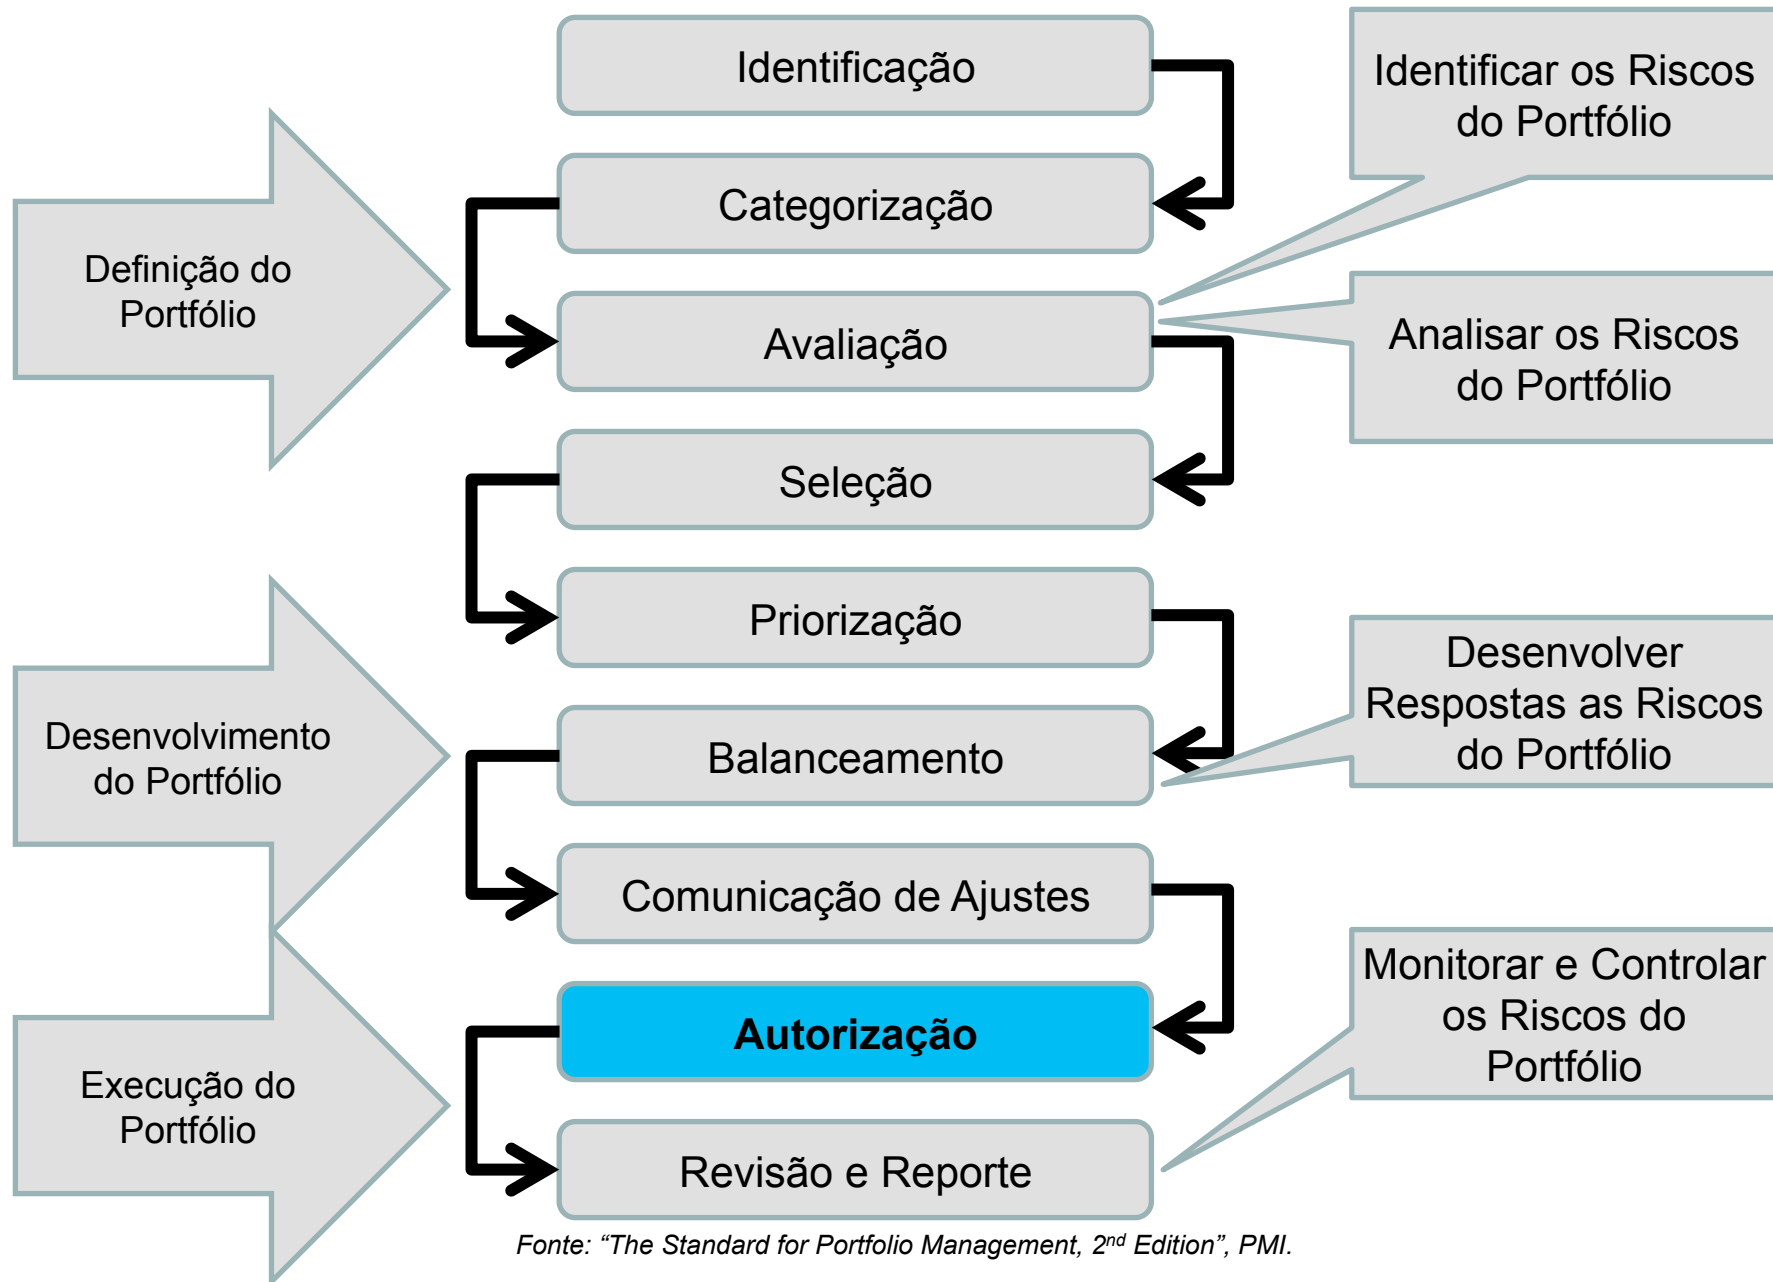 Identificação
Categorização
Avaliação
Seleção
Priorização
Balanceamento
Comunicação de Ajustes
Autorização
Revisão e Reporte
Definição do
Portfólio
Desenvolvimento
do Portfólio
Execução do
Portfólio
Identificar os Riscos
do Portfólio
Analisar os Riscos
do Portfólio
Desenvolver
Respostas as Riscos
do Portfólio
Monitorar e Controlar
os Riscos do
Portfólio
Fonte: “The Standard for Portfolio Management, 2nd Edition”, PMI.